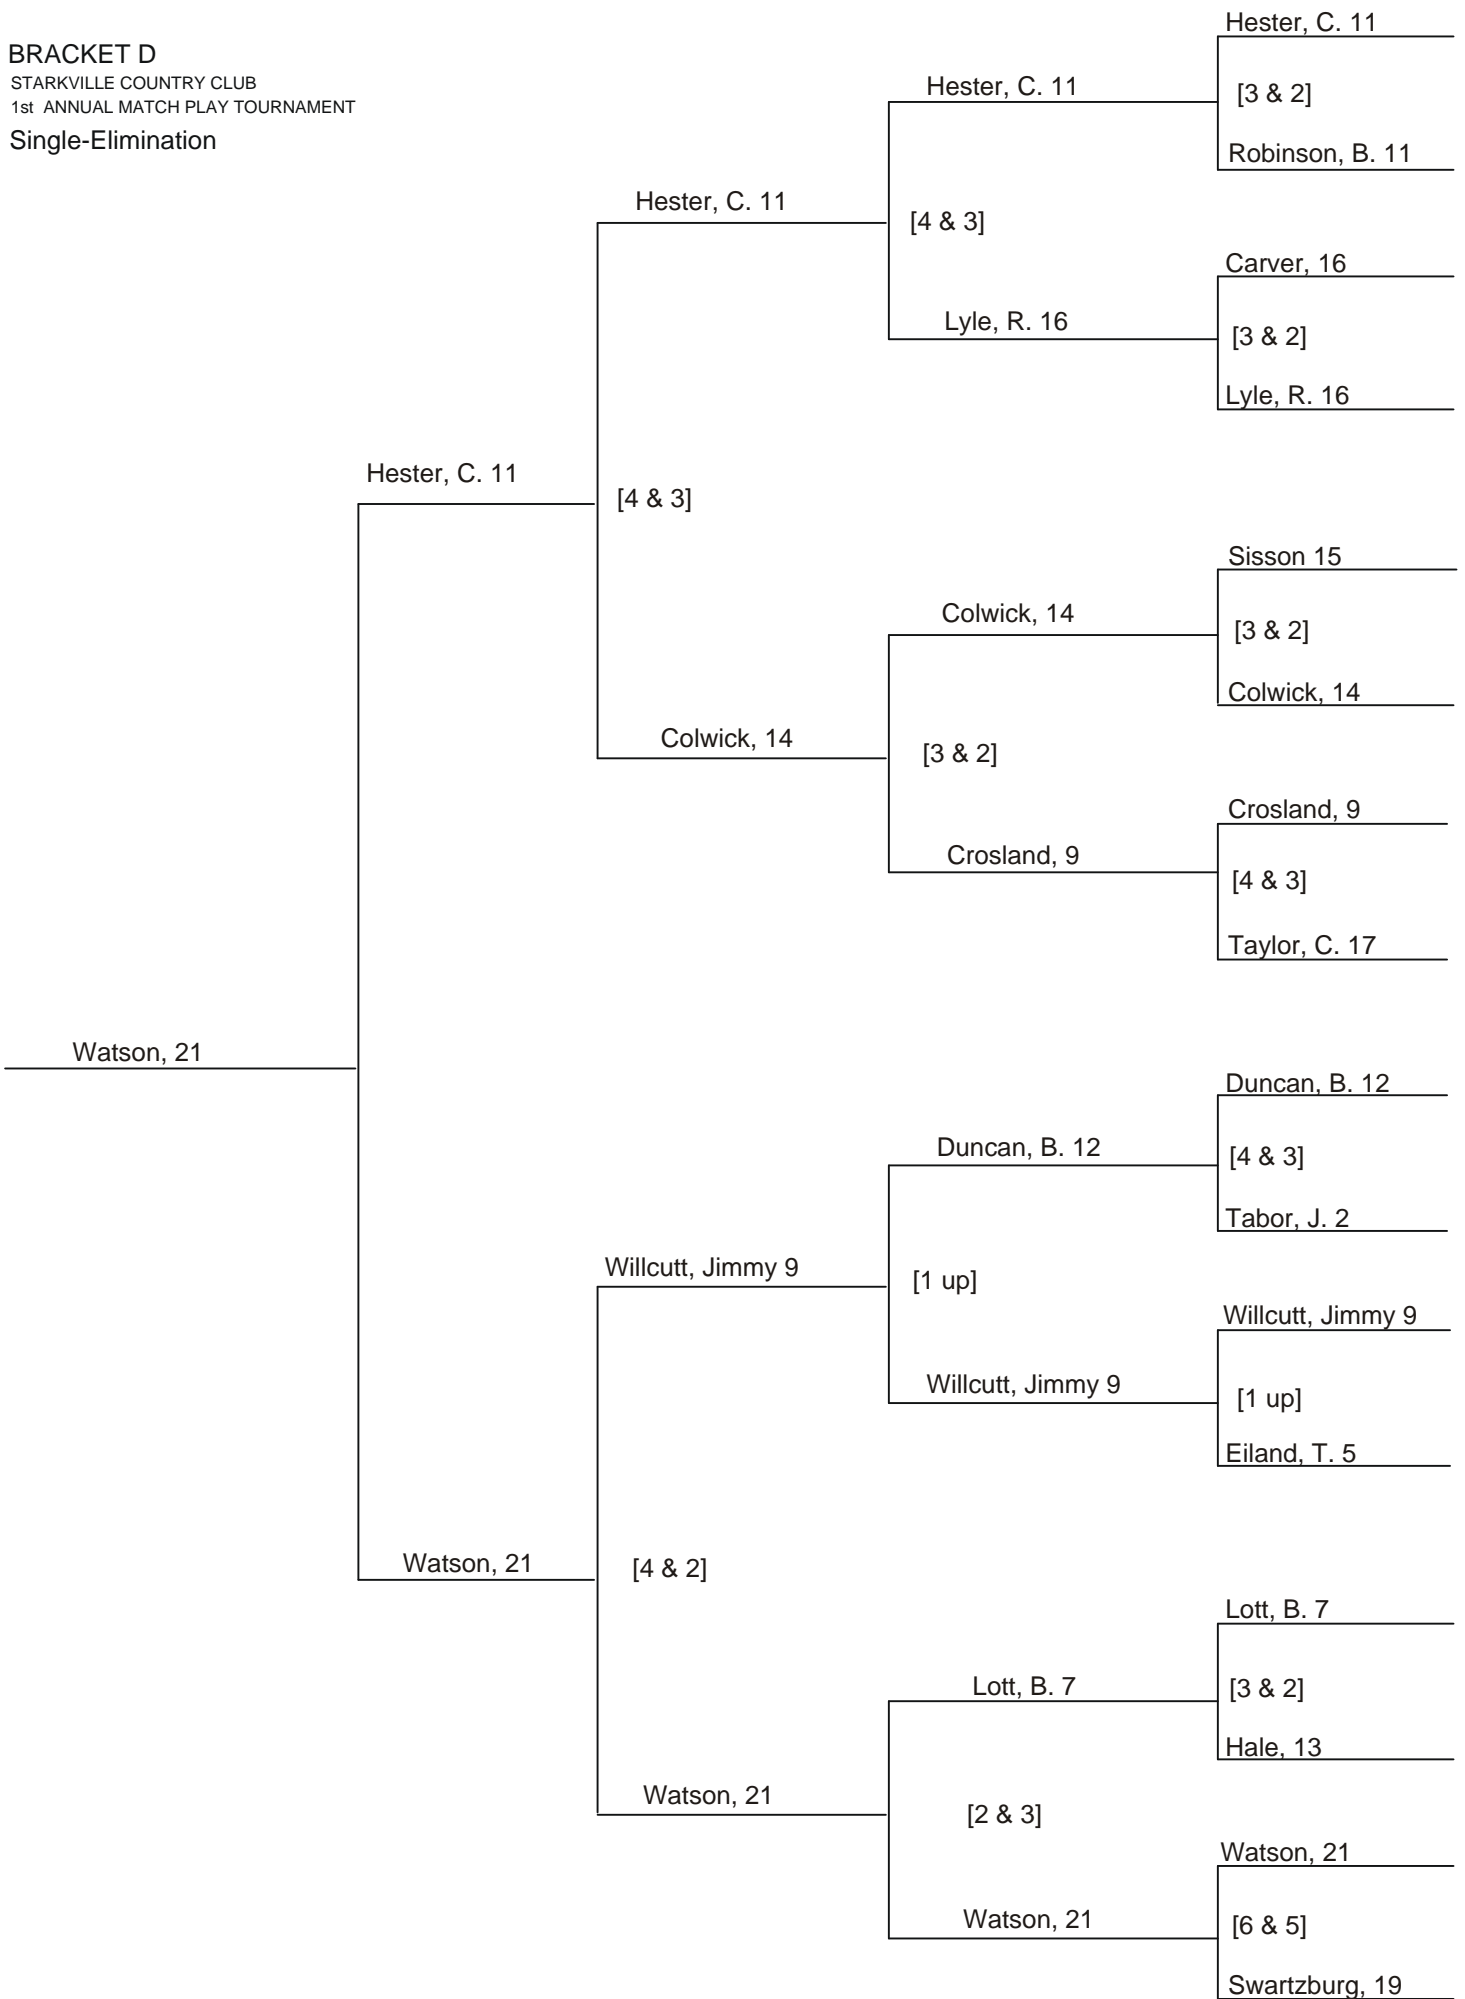 BRACKET D
STARKVILLE COUNTRY CLUB
1st ANNUAL MATCH PLAY TOURNAMENT
Single-Elimination
Hester, C. 11
[3 & 2]
Robinson, B. 11
Carver, 16
[3 & 2]
Lyle, R. 16
Sisson 15
[3 & 2]
Colwick, 14
Crosland, 9
[4 & 3]
Taylor, C. 17
Duncan, B. 12
[4 & 3]
Tabor, J. 2
Willcutt, Jimmy 9
[1 up]
Eiland, T. 5
Lott, B. 7
[3 & 2]
Hale, 13
Watson, 21
[6 & 5]
Swartzburg, 19
Hester, C. 11
[4 & 3]
Lyle, R. 16
Colwick, 14
[3 & 2]
Crosland, 9
Duncan, B. 12
[1 up]
Willcutt, Jimmy 9
Lott, B. 7
[2 & 3]
Watson, 21
Hester, C. 11
[4 & 3]
Colwick, 14
Willcutt, Jimmy 9
[4 & 2]
Watson, 21
Hester, C. 11
Watson, 21
Watson, 21